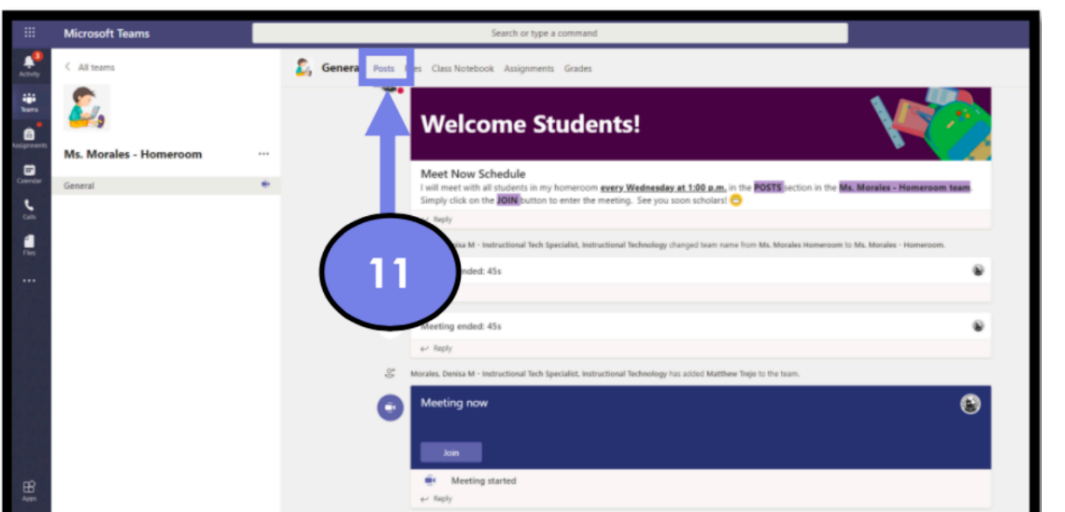 Microsoft Teams
Search or type a command
3
Activity
All teams
General Posts Class Notebook Assignments Grades
Teams
Welcome Students!
Assignments
Ms. Morales - Homeroom
Calendar
Meet Now Schedule
General
I will meet with all students in my homeroom every Wednesday at 1:00 p.m. in the POSTS section in the Ms. Morales - Homeroom team.
Simply click on the JOIN button to enter the meeting. See you soon scholars!
Calls
Reply
M - Instructional Tech Specialist, Instructional Technology changed team name from Ms. Morales Homeroom to Ms. Morales - Homeroom.
Files
11
ended: 45s
Meeting ended: 45s
Reply
Morales, Denisa M - Instructional Tech Specialist, Instructional Technology has added Matthew Trejo to the team.
Meeting now
Join
Meeting started
Apps
Reply